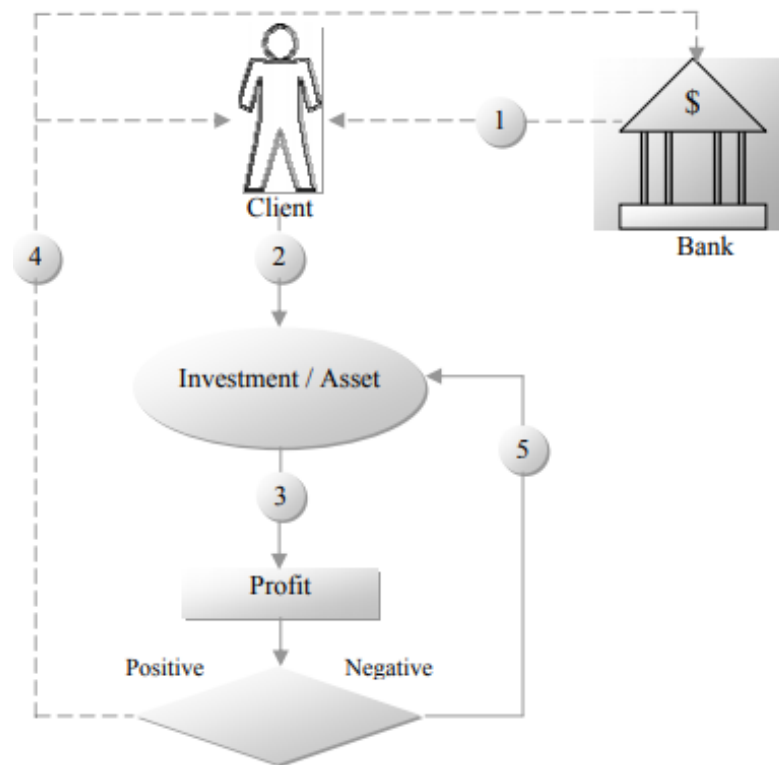 $
1
Client
Bank
4
2
Investment / Asset
5
3
Profit
Positive
Negative